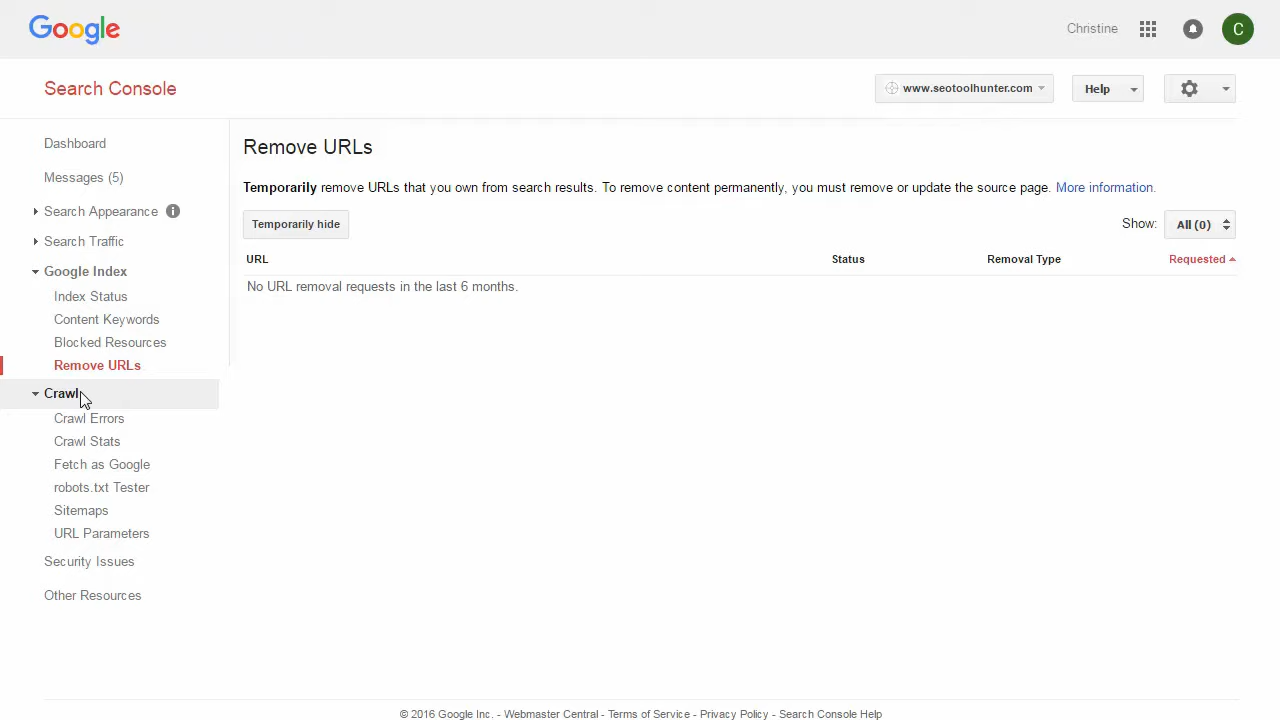 Google
Christine
C
Search Console
www.seotoolhunter.com
Help
Dashboard
Messages (5)
Search Appearance
Search Traffic
Google Index
Index Status
Content Keywords
Blocked Resources
Remove URLs
Crawl
Crawl Errors
Crawl Stats
Fetch as Google
robots.txt Tester
Sitemaps
URL Parameters
Security Issues
Other Resources
Remove URLs
Temporarily remove URLs that you own from search results. To remove content permanently, you must remove or update the source page. More information.
Temporarily hide
Show: All (0)
URL Status Removal Type Requested
No URL removal requests in the last 6 months.
© 2016 Google Inc. - Webmaster Central - Terms of Service - Privacy Policy - Search Console Help